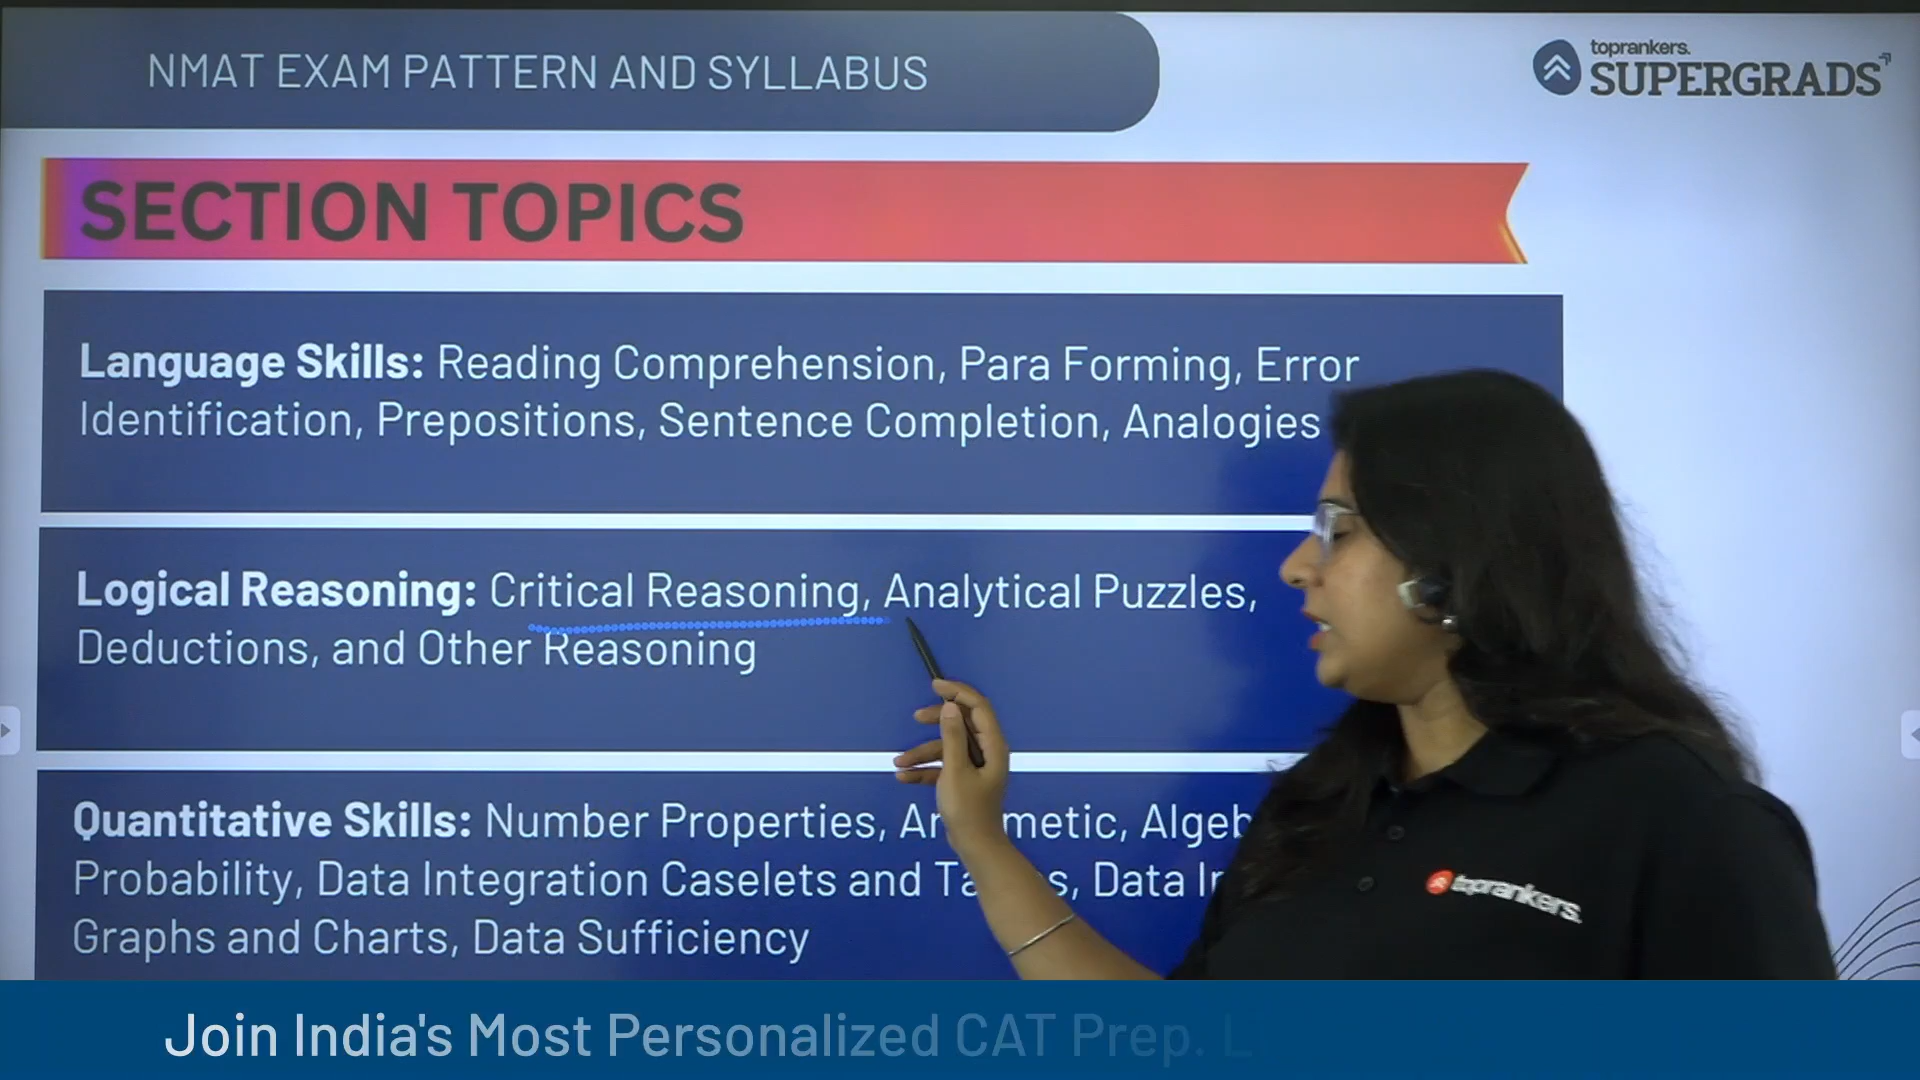 NMAT EXAM PATTERN AND SYLLABUS
toprankers.
SUPERGRADS
SECTION TOPICS
Language Skills: Reading Comprehension, Para Forming, Error
Identification, Prepositions, Sentence Completion, Analogies
Logical Reasoning: Critical Reasoning, Analytical Puzzles,
Deductions, and Other Reasoning
Quantitative Skills: Number Properties,
Probability, Data Integration Caselets and Data
Graphs and Charts, Data Sufficiency
toprankers.
Join India's Most Personalized CAT Prep.